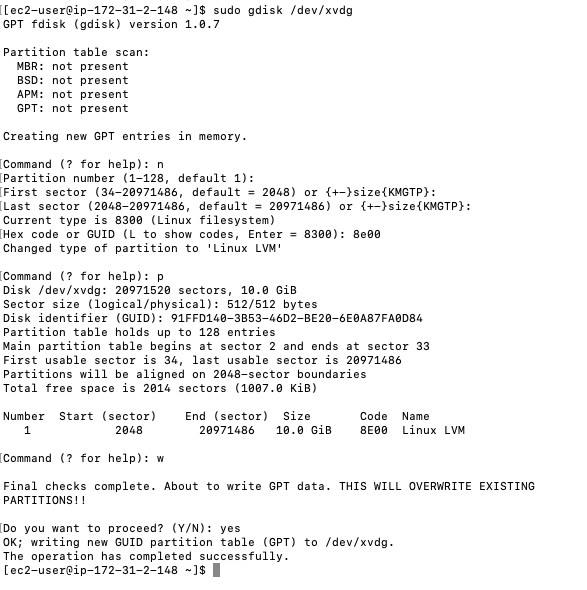 [[ec2-user@ip-172-31-2-148 ~]$ sudo gdisk /dev/xvdg
GPT fdisk (gdisk) version 1.0.7
Partition table scan:
  MBR: not present
  BSD: not present
  APM: not present
  GPT: not present
Creating new GPT entries in memory.
[Command (? for help): n
[Partition number (1-128, default 1):
[First sector (34-20971486, default = 2048) or {+-}size{KMGTP}:
[Last sector (2048-20971486, default = 20971486) or {+-}size{KMGTP}:
Current type is 8300 (Linux filesystem)
[Hex code or GUID (L to show codes, Enter = 8300): 8e00
Changed type of partition to 'Linux LVM'
[Command (? for help): p
Disk /dev/xvdg: 20971520 sectors, 10.0 GiB
Sector size (logical/physical): 512/512 bytes
Disk identifier (GUID): 91FFD140-3B53-46D2-BE20-6E0A87FA0D84
Partition table holds up to 128 entries
Main partition table begins at sector 2 and ends at sector 33
First usable sector is 34, last usable sector is 20971486
Partitions will be aligned on 2048-sector boundaries
Total free space is 2014 sectors (1007.0 KiB)
Number  Start (sector)    End (sector)  Size       Code  Name
   1            2048        20971486   10.0 GiB    8E00  Linux LVM
[Command (? for help): w
Final checks complete. About to write GPT data. THIS WILL OVERWRITE EXISTING
PARTITIONS!!
[Do you want to proceed? (Y/N): yes
OK; writing new GUID partition table (GPT) to /dev/xvdg.
The operation has completed successfully.
[ec2-user@ip-172-31-2-148 ~]$